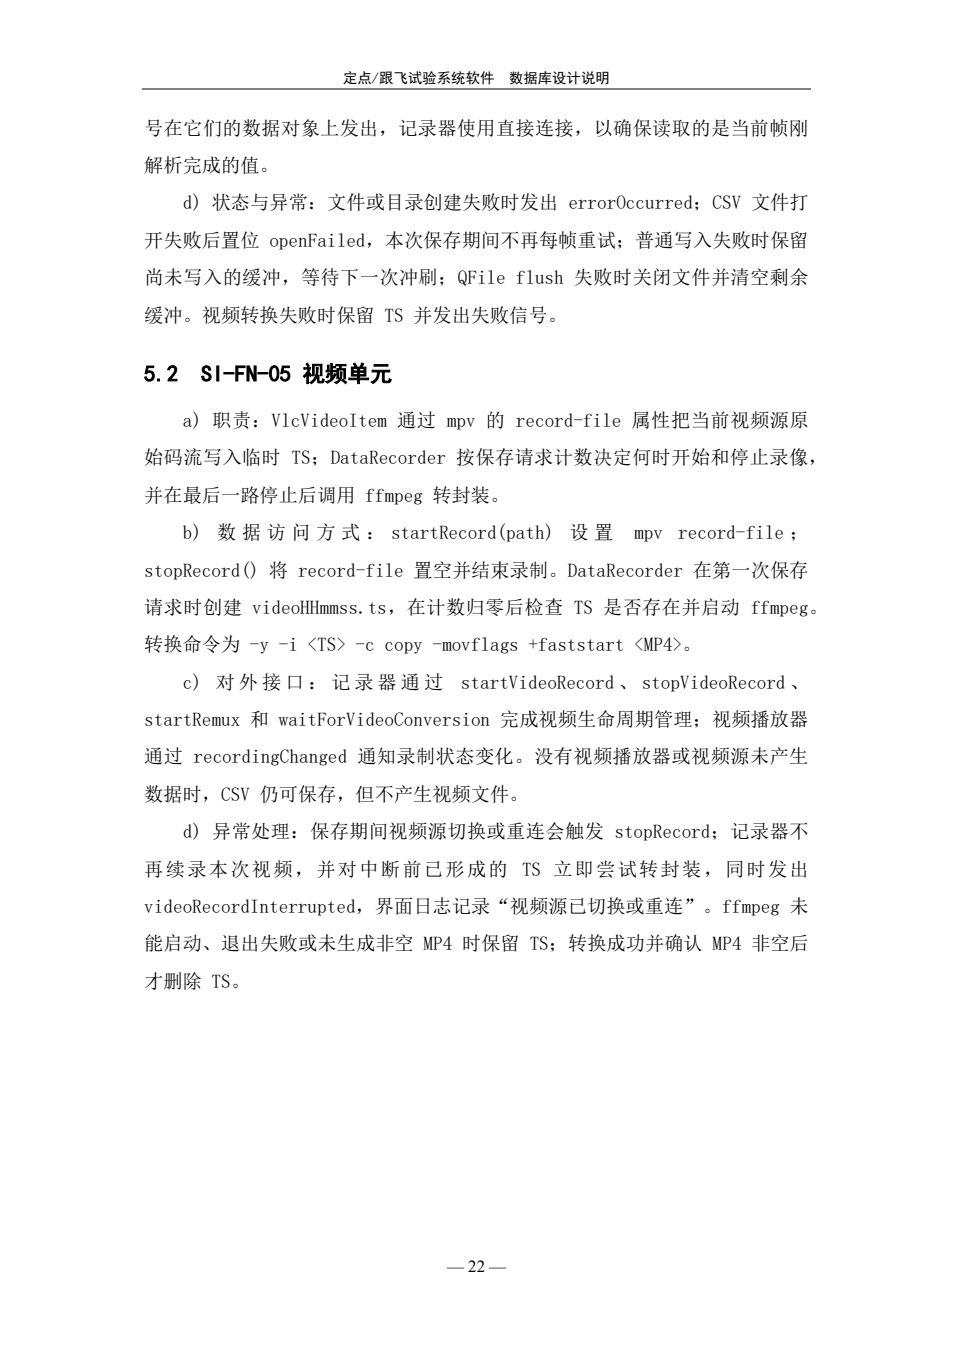 定点/跟飞试验系统软件　数据库设计说明
号在它们的数据对象上发出，记录器使用直接连接，以确保读取的是当前帧刚
解析完成的值。
d) 状态与异常：文件或目录创建失败时发出 errorOccurred；CSV 文件打
开失败后置位 openFailed，本次保存期间不再每帧重试；普通写入失败时保留
尚未写入的缓冲，等待下一次冲刷；QFile flush 失败时关闭文件并清空剩余
缓冲。视频转换失败时保留 TS 并发出失败信号。
5.2 SI-FN-05 视频单元
a) 职责：VlcVideoItem 通过 mpv 的 record-file 属性把当前视频源原
始码流写入临时 TS；DataRecorder 按保存请求计数决定何时开始和停止录像，
并在最后一路停止后调用 ffmpeg 转封装。
b) 数据访问方式：startRecord(path) 设置 mpv record-file；
stopRecord() 将 record-file 置空并结束录制。DataRecorder 在第一次保存
请求时创建 videoHHmmss.ts，在计数归零后检查 TS 是否存在并启动 ffmpeg。
转换命令为 -y -i <TS> -c copy -movflags +faststart <MP4>。
c) 对外接口：记录器通过 startVideoRecord、stopVideoRecord、
startRemux 和 waitForVideoConversion 完成视频生命周期管理；视频播放器
通过 recordingChanged 通知录制状态变化。没有视频播放器或视频源未产生
数据时，CSV 仍可保存，但不产生视频文件。
d) 异常处理：保存期间视频源切换或重连会触发 stopRecord；记录器不
再续录本次视频，并对中断前已形成的 TS 立即尝试转封装，同时发出
videoRecordInterrupted，界面日志记录“视频源已切换或重连”。ffmpeg 未
能启动、退出失败或未生成非空 MP4 时保留 TS；转换成功并确认 MP4 非空后
才删除 TS。
— 22 —